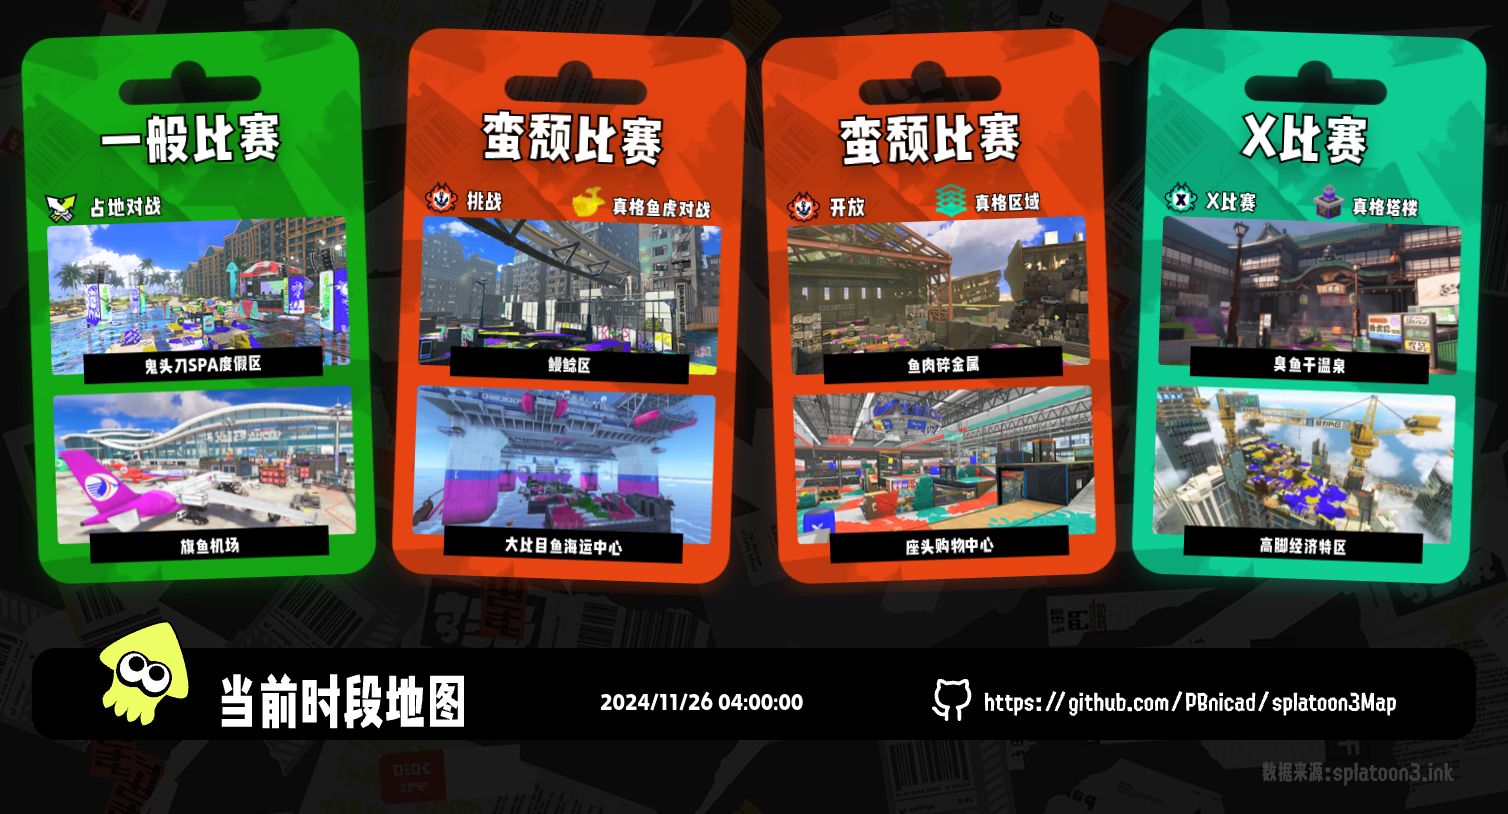 一般比赛
占地对战
鬼头刀SPA度假区
旗鱼机场
蛮颓比赛
挑战
真格鱼虎对战
鳗鲶区
大比目鱼海运中心
蛮颓比赛
开放
真格区域
鱼肉碎金属
座头购物中心
X比赛
X比赛
真格塔楼
臭鱼干温泉
高脚经济特区
当前时段地图
2024/11/26 04:00:00
https://github.com/PBnicad/splatoon3Map
数据来源:splatoon3.ink